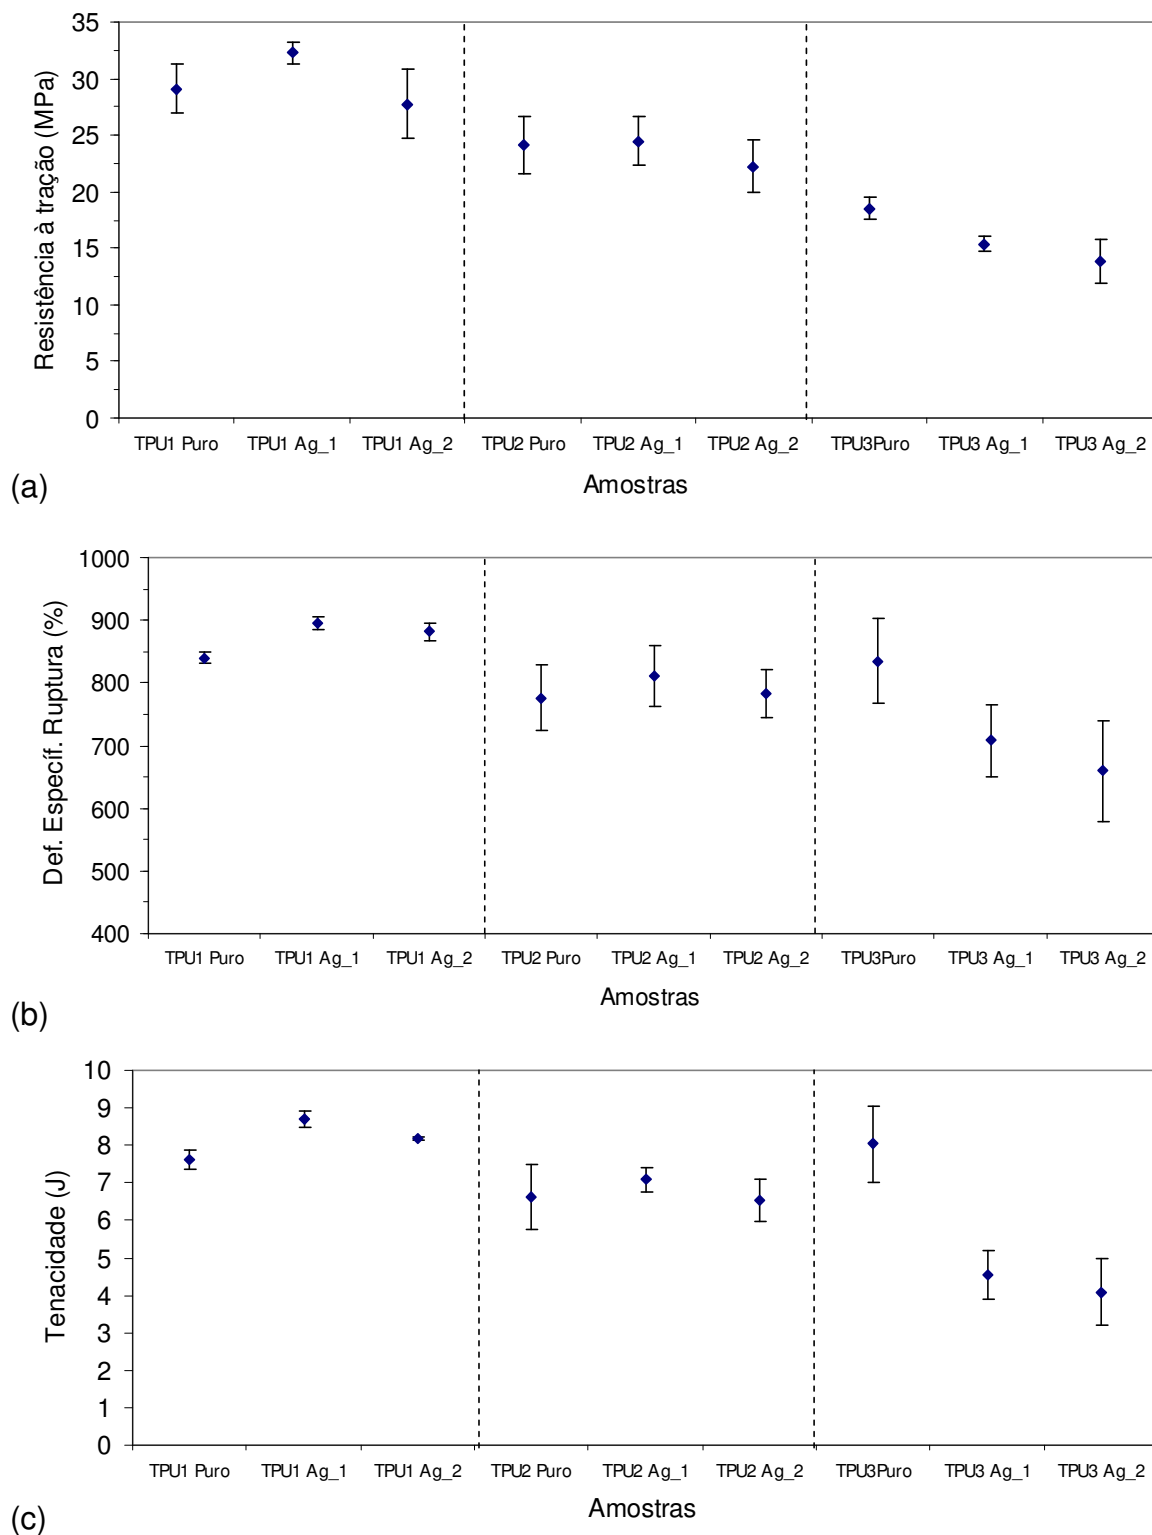 35
30
25
20
15
10
5
0
Resistência à tração (MPa)
TPU1 Puro TPU1 Ag_1 TPU1 Ag_2 TPU2 Puro TPU2 Ag_1 TPU2 Ag_2 TPU3Puro TPU3 Ag_1 TPU3 Ag_2
Amostras
(a)
1000
900
800
700
600
500
400
Def. Específ. Ruptura (%)
TPU1 Puro TPU1 Ag_1 TPU1 Ag_2 TPU2 Puro TPU2 Ag_1 TPU2 Ag_2 TPU3Puro TPU3 Ag_1 TPU3 Ag_2
Amostras
(b)
10
9
8
7
6
5
4
3
2
1
0
Tenacidade (J)
TPU1 Puro TPU1 Ag_1 TPU1 Ag_2 TPU2 Puro TPU2 Ag_1 TPU2 Ag_2 TPU3Puro TPU3 Ag_1 TPU3 Ag_2
Amostras
(c)